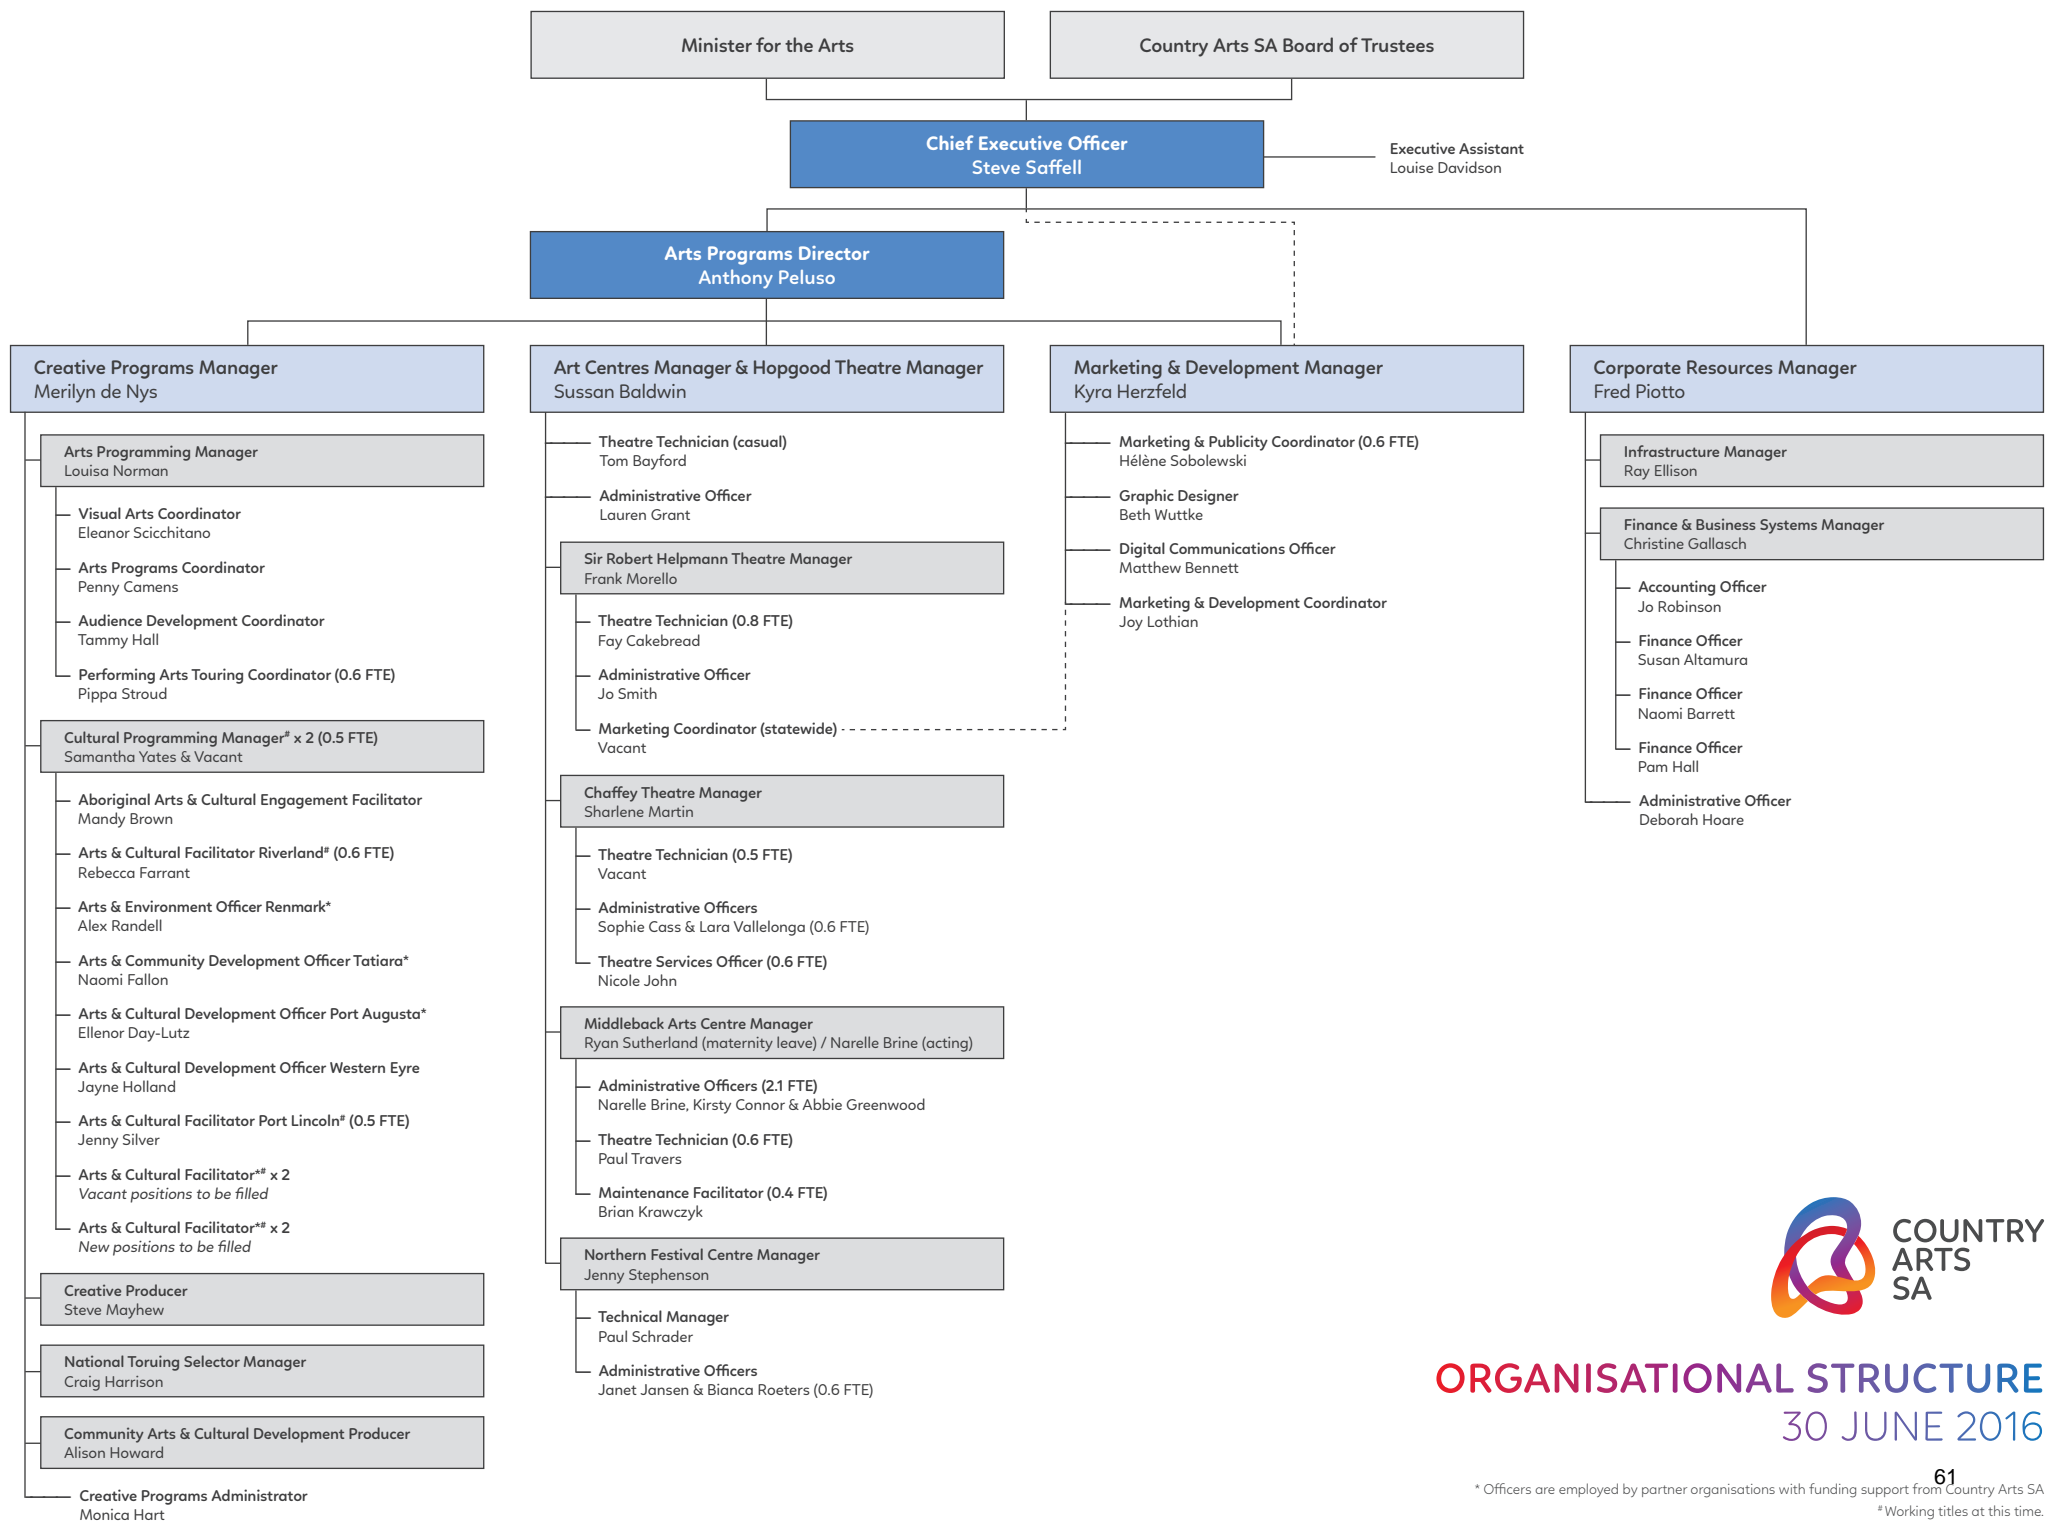 Minister for the Arts
Country Arts SA Board of Trustees
Chief Executive Officer
Steve Saffell
Executive Assistant
Louise Davidson
Arts Programs Director
Anthony Peluso
Creative Programs Manager
Merilyn de Nys
Arts Programming Manager
Louisa Norman
Visual Arts Coordinator
Eleanor Scicchitano
Arts Programs Coordinator
Penny Camens
Audience Development Coordinator
Tammy Hall
Performing Arts Touring Coordinator (0.6 FTE)
Pippa Stroud
Cultural Programming Manager# x 2 (0.5 FTE)
Samantha Yates & Vacant
Aboriginal Arts & Cultural Engagement Facilitator
Mandy Brown
Arts & Cultural Facilitator Riverland# (0.6 FTE)
Rebecca Farrant
Arts & Environment Officer Renmark*
Alex Randell
Arts & Community Development Officer Tatiara*
Naomi Fallon
Arts & Cultural Development Officer Port Augusta*
Ellenor Day-Lutz
Arts & Cultural Development Officer Western Eyre
Jayne Holland
Arts & Cultural Facilitator Port Lincoln# (0.5 FTE)
Jenny Silver
Arts & Cultural Facilitator*# x 2
Vacant positions to be filled
Arts & Cultural Facilitator*# x 2
New positions to be filled
Creative Producer
Steve Mayhew
National Toruing Selector Manager
Craig Harrison
Community Arts & Cultural Development Producer
Alison Howard
Creative Programs Administrator
Monica Hart
Art Centres Manager & Hopgood Theatre Manager
Sussan Baldwin
Theatre Technician (casual)
Tom Bayford
Administrative Officer
Lauren Grant
Sir Robert Helpmann Theatre Manager
Frank Morello
Theatre Technician (0.8 FTE)
Fay Cakebread
Administrative Officer
Jo Smith
Marketing Coordinator (statewide)
Vacant
Chaffey Theatre Manager
Sharlene Martin
Theatre Technician (0.5 FTE)
Vacant
Administrative Officers
Sophie Cass & Lara Vallelonga (0.6 FTE)
Theatre Services Officer (0.6 FTE)
Nicole John
Middleback Arts Centre Manager
Ryan Sutherland (maternity leave) / Narelle Brine (acting)
Administrative Officers (2.1 FTE)
Narelle Brine, Kirsty Connor & Abbie Greenwood
Theatre Technician (0.6 FTE)
Paul Travers
Maintenance Facilitator (0.4 FTE)
Brian Krawczyk
Northern Festival Centre Manager
Jenny Stephenson
Technical Manager
Paul Schrader
Administrative Officers
Janet Jansen & Bianca Roeters (0.6 FTE)
Marketing & Development Manager
Kyra Herzfeld
Marketing & Publicity Coordinator (0.6 FTE)
Hélène Sobolewski
Graphic Designer
Beth Wuttke
Digital Communications Officer
Matthew Bennett
Marketing & Development Coordinator
Joy Lothian
Corporate Resources Manager
Fred Piotto
Infrastructure Manager
Ray Ellison
Finance & Business Systems Manager
Christine Gallasch
Accounting Officer
Jo Robinson
Finance Officer
Susan Altamura
Finance Officer
Naomi Barrett
Finance Officer
Pam Hall
Administrative Officer
Deborah Hoare
COUNTRY
ARTS
SA
ORGANISATIONAL STRUCTURE
30 JUNE 2016
61
* Officers are employed by partner organisations with funding support from Country Arts SA
# Working titles at this time.